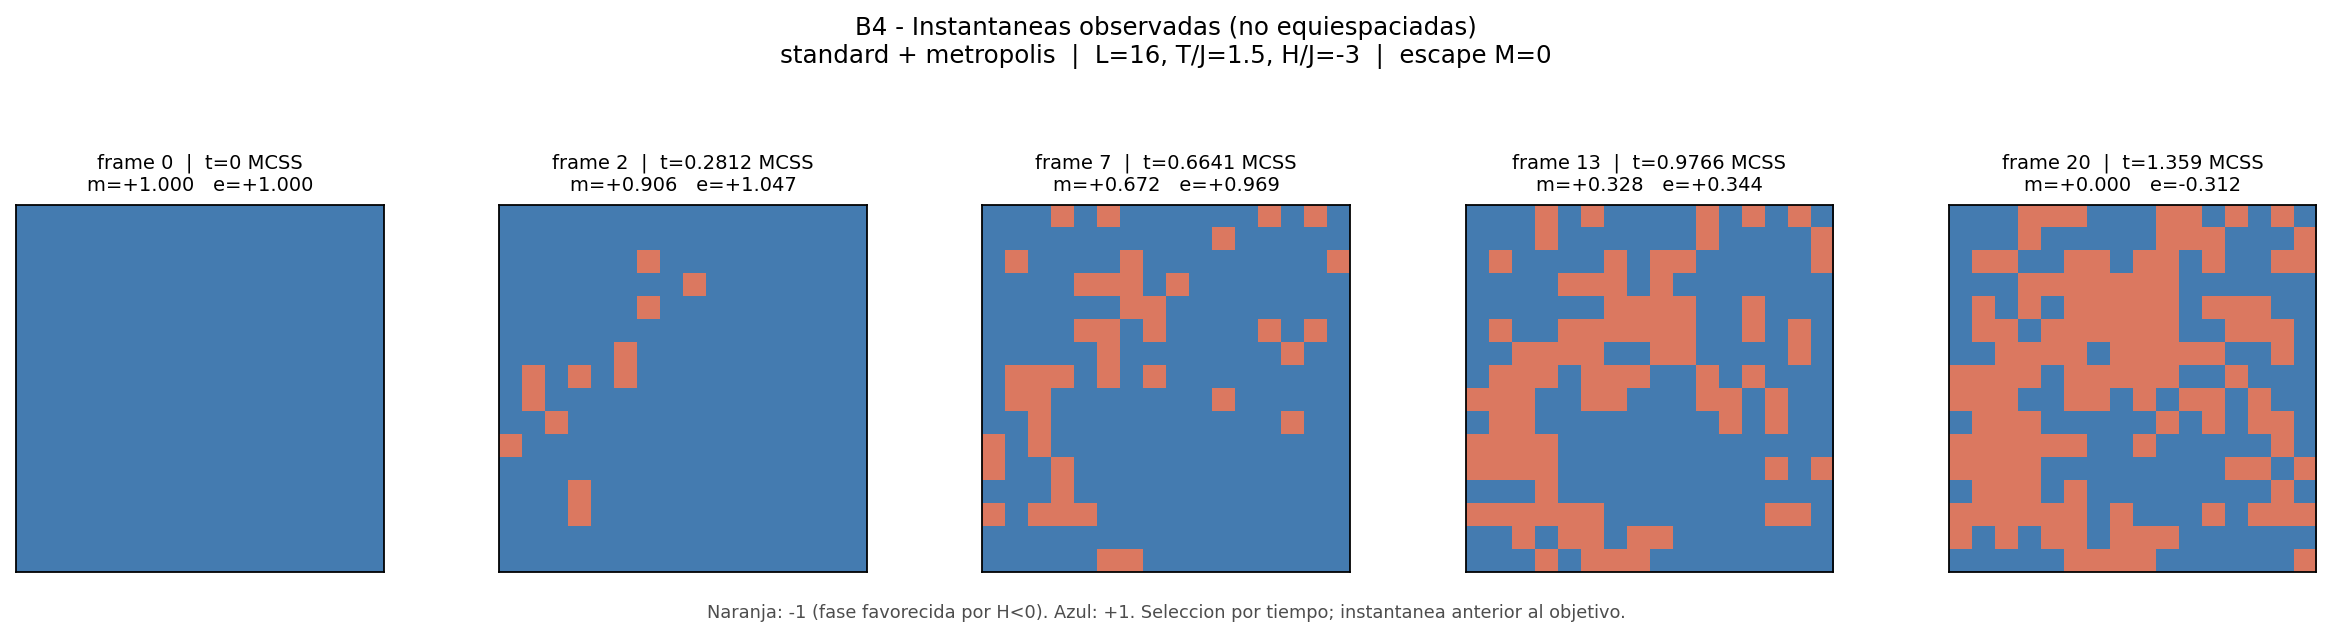 B4 - Instantaneas observadas (no equiespaciadas)
standard + metropolis | L=16, T/J=1.5, H/J=-3 | escape M=0
frame 0 | t=0 MCSS
m=+1.000 e=+1.000
frame 2 | t=0.2812 MCSS
m=+0.906 e=+1.047
frame 7 | t=0.6641 MCSS
m=+0.672 e=+0.969
frame 13 | t=0.9766 MCSS
m=+0.328 e=+0.344
frame 20 | t=1.359 MCSS
m=+0.000 e=-0.312
Naranja: -1 (fase favorecida por H<0). Azul: +1. Seleccion por tiempo; instantanea anterior al objetivo.